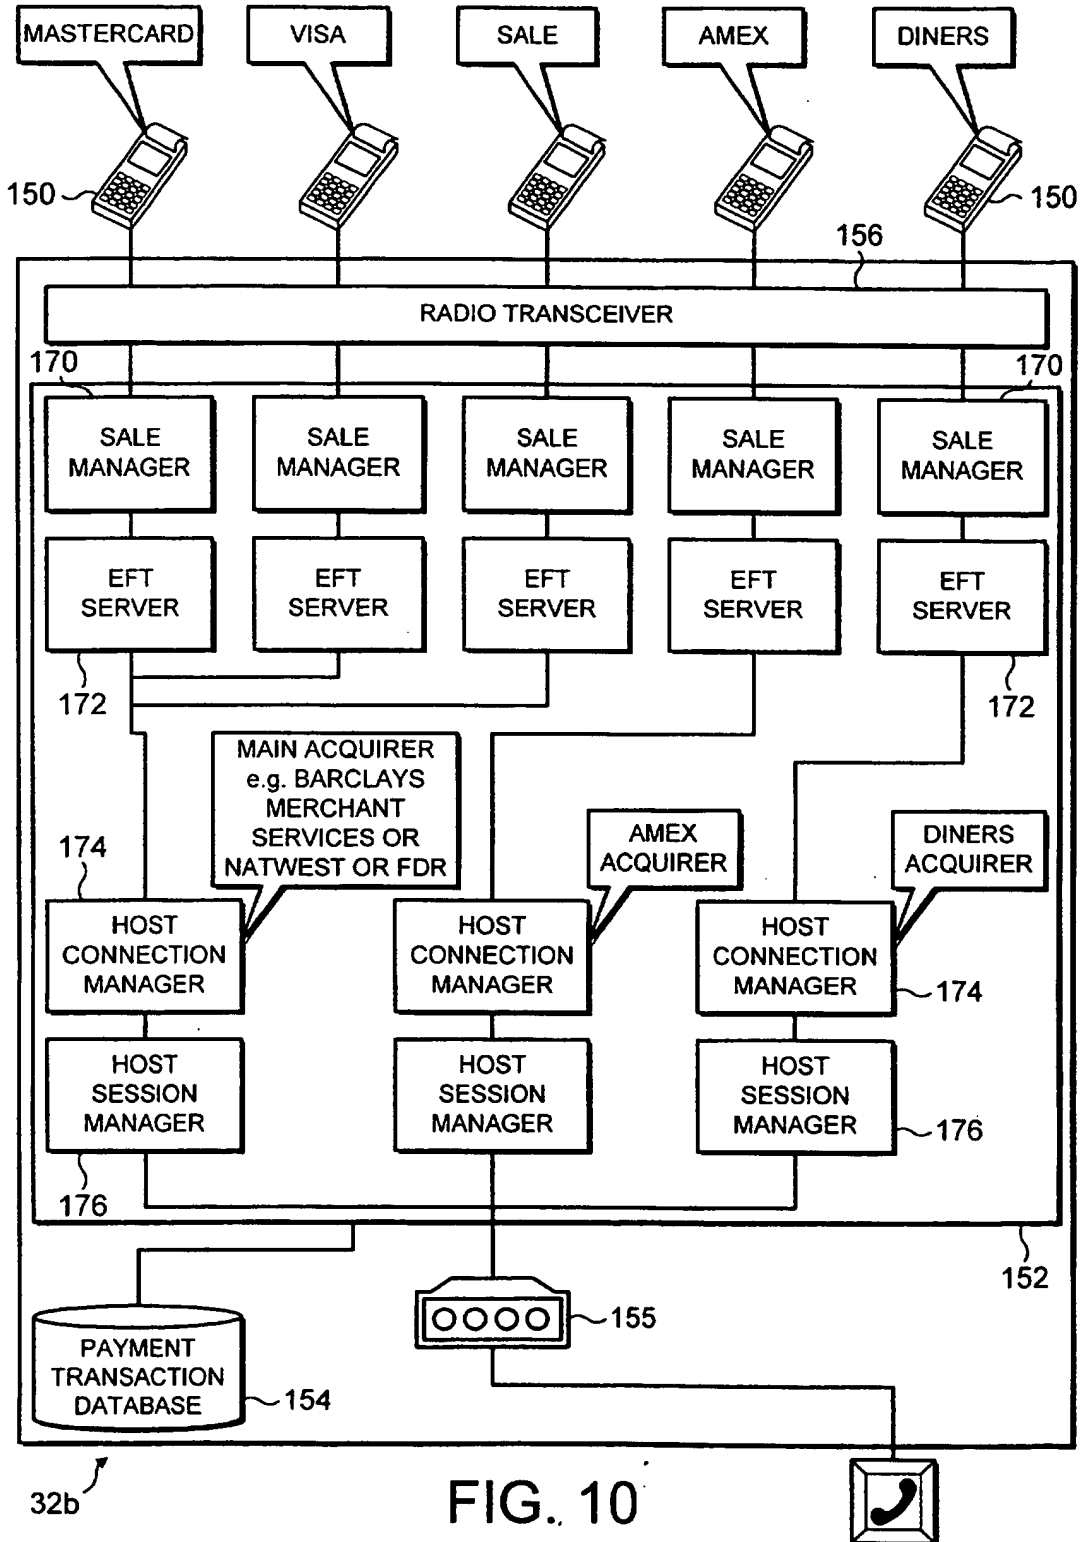 MASTERCARD
VISA
SALE
AMEX
DINERS
150
150
156
RADIO TRANSCEIVER
170
170
SALE
MANAGER
SALE
MANAGER
SALE
MANAGER
SALE
MANAGER
SALE
MANAGER
EFT
SERVER
EFT
SERVER
EFT
SERVER
EFT
SERVER
EFT
SERVER
172
172
MAIN ACQUIRER
e.g. BARCLAYS
MERCHANT
SERVICES OR
NATWEST OR FDR
AMEX
ACQUIRER
DINERS
ACQUIRER
174
HOST
CONNECTION
MANAGER
HOST
CONNECTION
MANAGER
HOST
CONNECTION
MANAGER
174
HOST
SESSION
MANAGER
HOST
SESSION
MANAGER
HOST
SESSION
MANAGER
176
176
152
155
PAYMENT
TRANSACTION
DATABASE
154
32b
FIG. 10